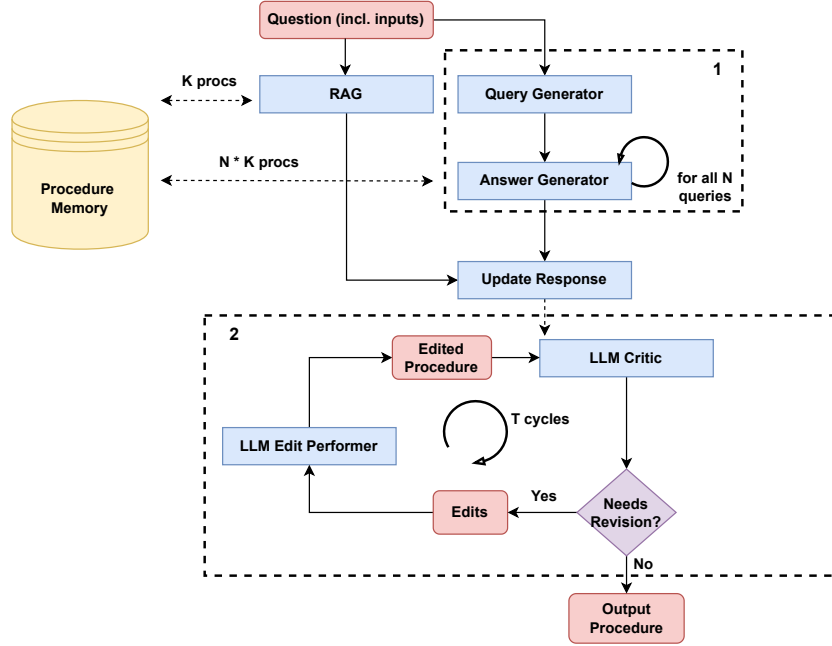 Question (incl. inputs)
1
K procs
RAG
Query Generator
Procedure
Memory
N * K procs
Answer Generator
for all N
queries
Update Response
2
Edited
Procedure
LLM Critic
T cycles
LLM Edit Performer
Edits
Yes
Needs
Revision?
No
Output
Procedure